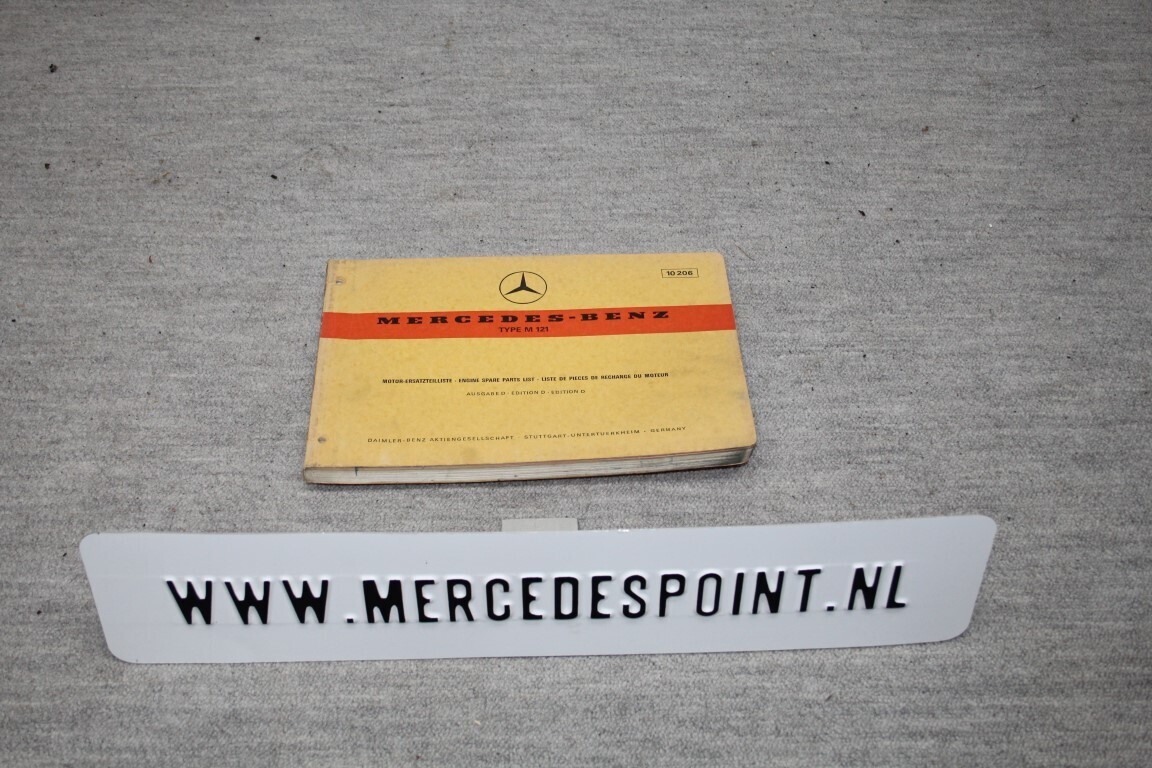 10 206
MERCEDES-BENZ
TYPE M 121
MOTOR-ERSATZTEILLISTE · ENGINE SPARE PARTS LIST · LISTE DE PIECES DE RECHANGE DU MOTEUR
AUSGABE D · EDITION D · EDITION D
DAIMLER-BENZ AKTIENGESELLSCHAFT · STUTTGART-UNTERTUERKHEIM · GERMANY
WWW.MERCEDESPOINT.NL